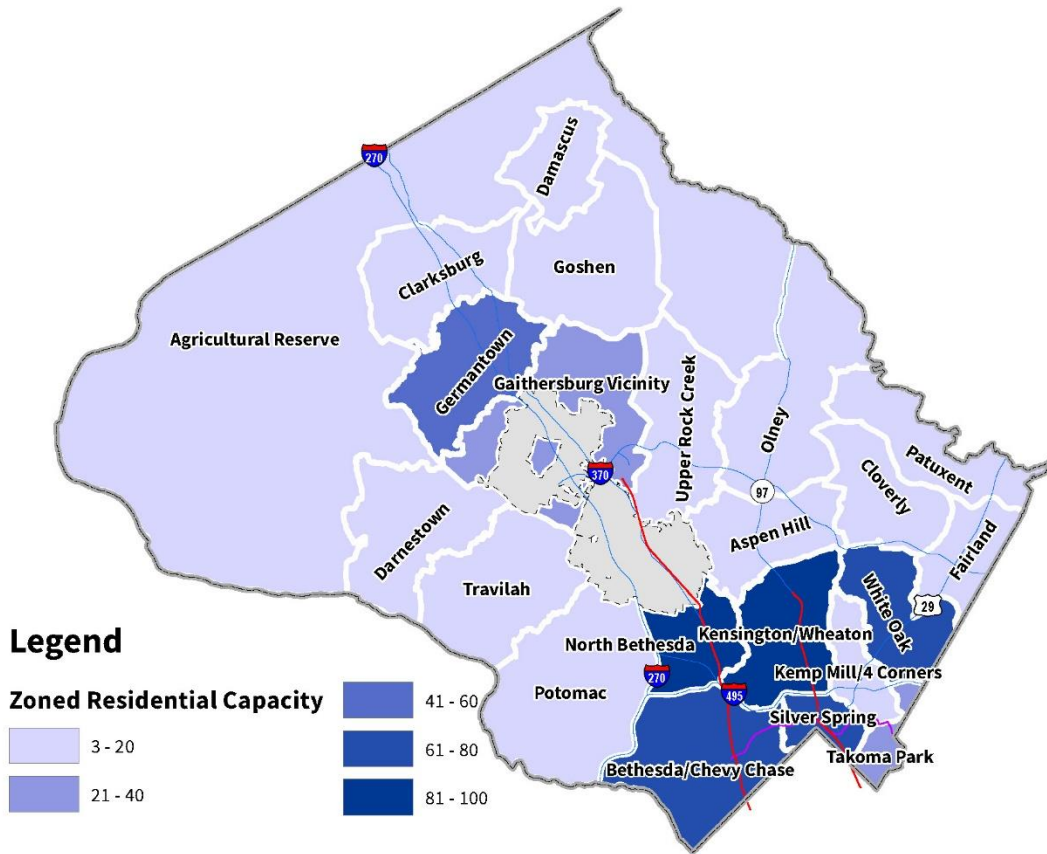 270
Damascus
Clarksburg
Goshen
Agricultural Reserve
Germantown
Gaithersburg Vicinity
Upper Rock Creek
Olney
Patuxent
Cloverly
370
97
Aspen Hill
Fairland
Darnestown
Travilah
White Oak
29
North Bethesda
Kensington/Wheaton
Kemp Mill/4 Corners
270
495
Potomac
Silver Spring
Bethesda/Chevy Chase
Takoma Park
Legend
Zoned Residential Capacity
3 - 20
21 - 40
41 - 60
61 - 80
81 - 100